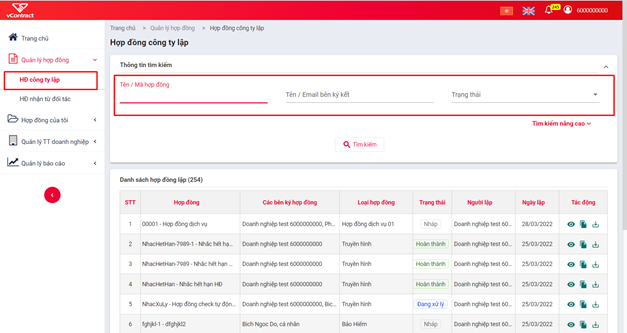 vContract
245
6000000000
Trang chủ
Quản lý hợp đồng
HĐ công ty lập
HĐ nhận từ đối tác
Hợp đồng của tôi
Quản lý TT doanh nghiệp
Quản lý báo cáo
Trang chủ > Quản lý hợp đồng > Hợp đồng công ty lập
Hợp đồng công ty lập
Thông tin tìm kiếm
Tên / Mã hợp đồng
Tên / Email bên ký kết
Trạng thái
Tìm kiếm nâng cao
Tìm kiếm
Danh sách hợp đồng lập (254)
STT Hợp đồng Các bên ký hợp đồng Loại hợp đồng Trạng thái Người lập Ngày lập Tác động
1 00001 - Hợp đồng dịch vụ Doanh nghiệp test 6000000000, Ph... Hợp đồng dịch vụ 01 Nháp Doanh nghiệp test 60... 28/03/2022
2 NhacHetHan-7989-1 - Nhắc hết hạ... Doanh nghiệp test 6000000000 Truyền hình Hoàn thành Doanh nghiệp test 60... 25/03/2022
3 NhacHetHan-7989 - Nhắc hết hạn ... Doanh nghiệp test 6000000000 Truyền hình Hoàn thành Doanh nghiệp test 60... 25/03/2022
4 NhacHetHan - Nhắc hết hạn HĐ Doanh nghiệp test 6000000000 Truyền hình Hoàn thành Doanh nghiệp test 60... 25/03/2022
5 NhacXuLy - Hợp đồng check tự độn... Doanh nghiệp test 6000000000, Bic... Truyền hình Đang xử lý Doanh nghiệp test 60... 25/03/2022
6 fghjkl-1 - dfghjkl2 Bich Ngoc Do, cá nhân Bảo Hiểm Nháp Doanh nghiệp test 60... 25/03/2022